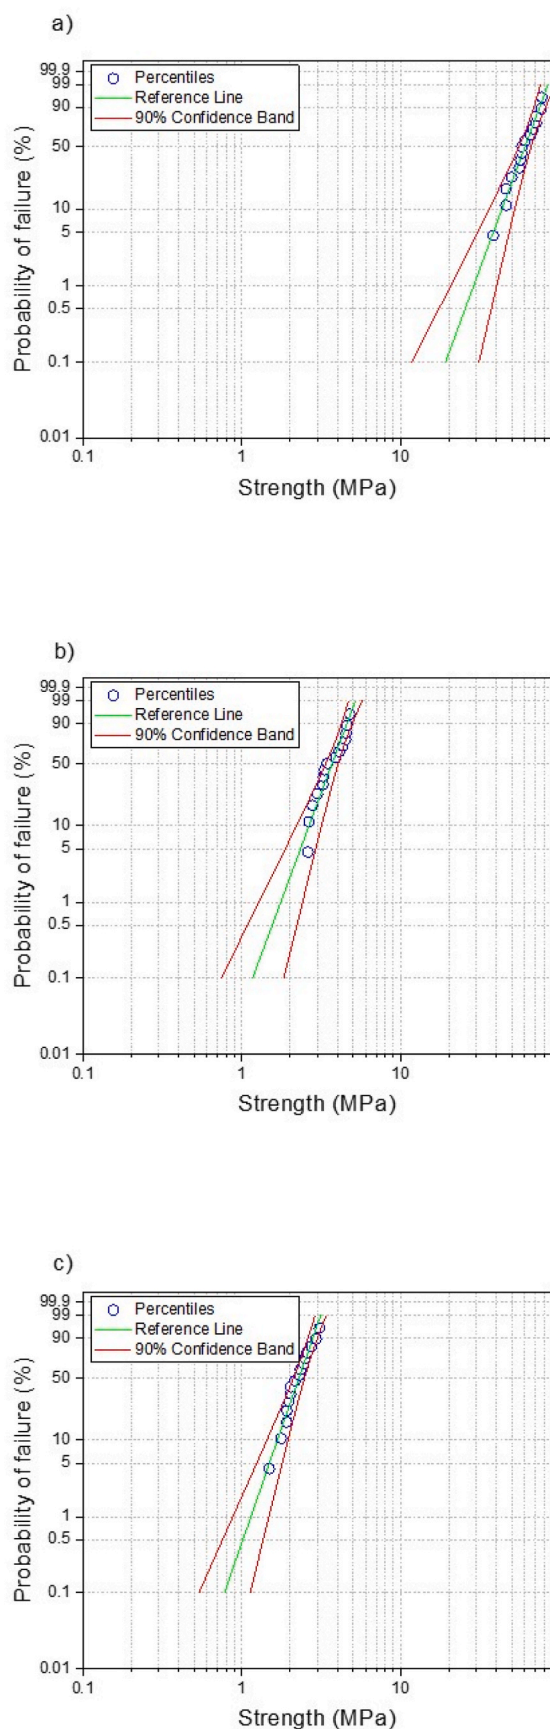 a)
99.9
99
90
50
10
5
1
0.5
0.1
0.01
Probability of failure (%)
Percentiles
Reference Line
90% Confidence Band
0.1 1 10
Strength (MPa)
b)
99.9
99
90
50
10
5
1
0.5
0.1
0.01
Probability of failure (%)
Percentiles
Reference Line
90% Confidence Band
0.1 1 10
Strength (MPa)
c)
99.9
99
90
50
10
5
1
0.5
0.1
0.01
Probability of failure (%)
Percentiles
Reference Line
90% Confidence Band
0.1 1 10
Strength (MPa)